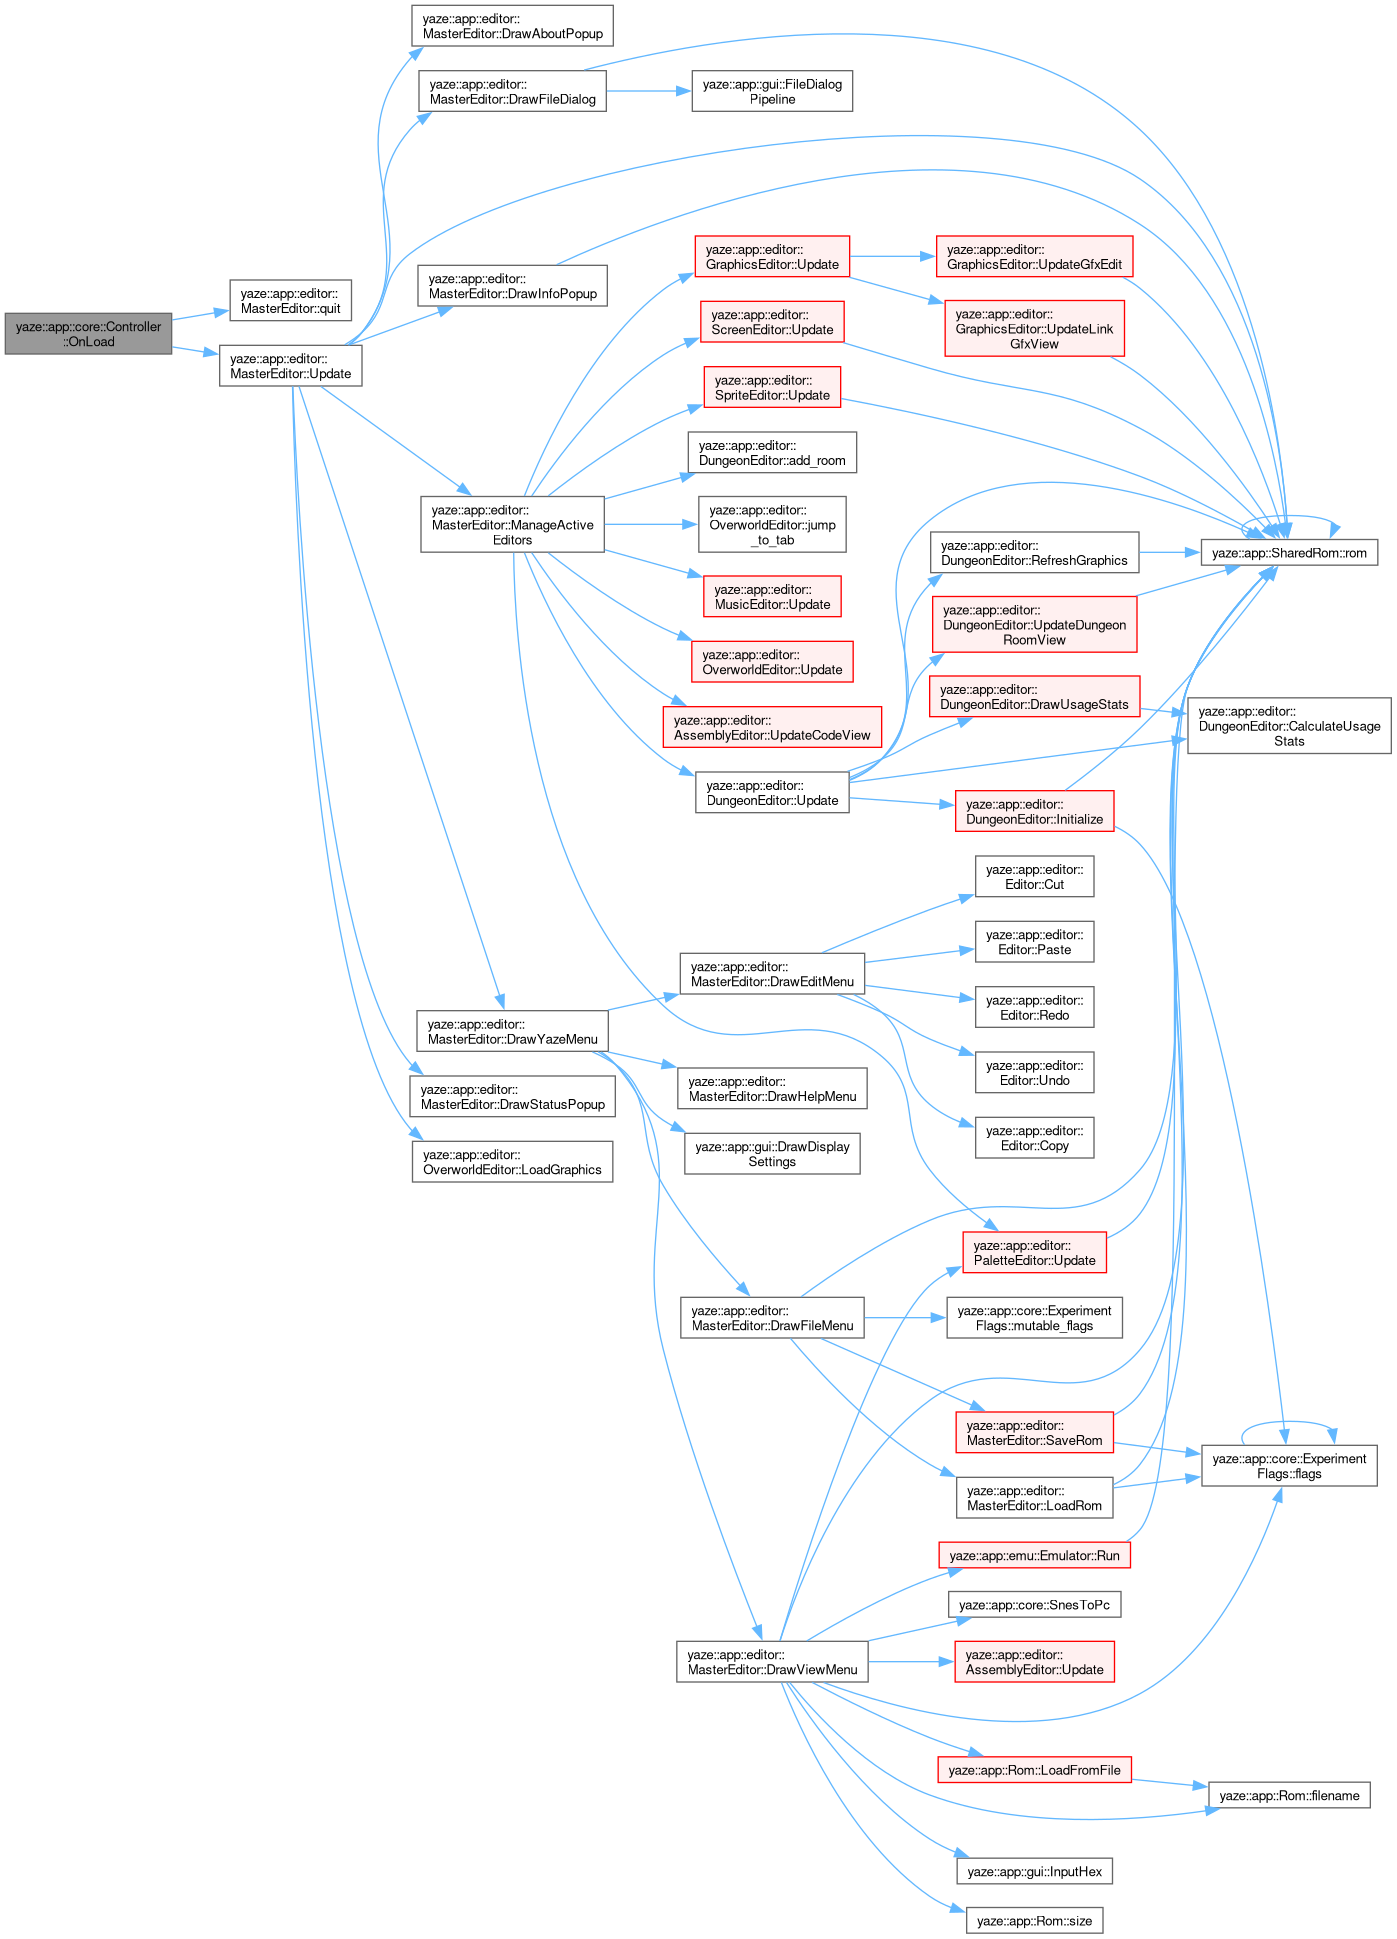 yaze::app::editor::
MasterEditor::DrawAboutPopup
yaze::app::editor::
MasterEditor::DrawFileDialog
yaze::app::gui::FileDialog
Pipeline
yaze::app::editor::
GraphicsEditor::Update
yaze::app::editor::
GraphicsEditor::UpdateGfxEdit
yaze::app::editor::
MasterEditor::DrawInfoPopup
yaze::app::editor::
MasterEditor::quit
yaze::app::core::Controller
::OnLoad
yaze::app::editor::
ScreenEditor::Update
yaze::app::editor::
GraphicsEditor::UpdateLink
GfxView
yaze::app::editor::
MasterEditor::Update
yaze::app::editor::
SpriteEditor::Update
yaze::app::editor::
DungeonEditor::add_room
yaze::app::editor::
MasterEditor::ManageActive
Editors
yaze::app::editor::
OverworldEditor::jump
_to_tab
yaze::app::editor::
DungeonEditor::RefreshGraphics
yaze::app::SharedRom::rom
yaze::app::editor::
MusicEditor::Update
yaze::app::editor::
DungeonEditor::UpdateDungeon
RoomView
yaze::app::editor::
OverworldEditor::Update
yaze::app::editor::
DungeonEditor::DrawUsageStats
yaze::app::editor::
AssemblyEditor::UpdateCodeView
yaze::app::editor::
DungeonEditor::CalculateUsage
Stats
yaze::app::editor::
DungeonEditor::Update
yaze::app::editor::
DungeonEditor::Initialize
yaze::app::editor::
Editor::Cut
yaze::app::editor::
Editor::Paste
yaze::app::editor::
MasterEditor::DrawEditMenu
yaze::app::editor::
Editor::Redo
yaze::app::editor::
MasterEditor::DrawYazeMenu
yaze::app::editor::
Editor::Undo
yaze::app::editor::
MasterEditor::DrawHelpMenu
yaze::app::editor::
MasterEditor::DrawStatusPopup
yaze::app::editor::
Editor::Copy
yaze::app::gui::DrawDisplay
Settings
yaze::app::editor::
OverworldEditor::LoadGraphics
yaze::app::editor::
PaletteEditor::Update
yaze::app::editor::
MasterEditor::DrawFileMenu
yaze::app::core::Experiment
Flags::mutable_flags
yaze::app::editor::
MasterEditor::SaveRom
yaze::app::core::Experiment
Flags::flags
yaze::app::editor::
MasterEditor::LoadRom
yaze::app::emu::Emulator::Run
yaze::app::core::SnesToPc
yaze::app::editor::
MasterEditor::DrawViewMenu
yaze::app::editor::
AssemblyEditor::Update
yaze::app::Rom::LoadFromFile
yaze::app::Rom::filename
yaze::app::gui::InputHex
yaze::app::Rom::size